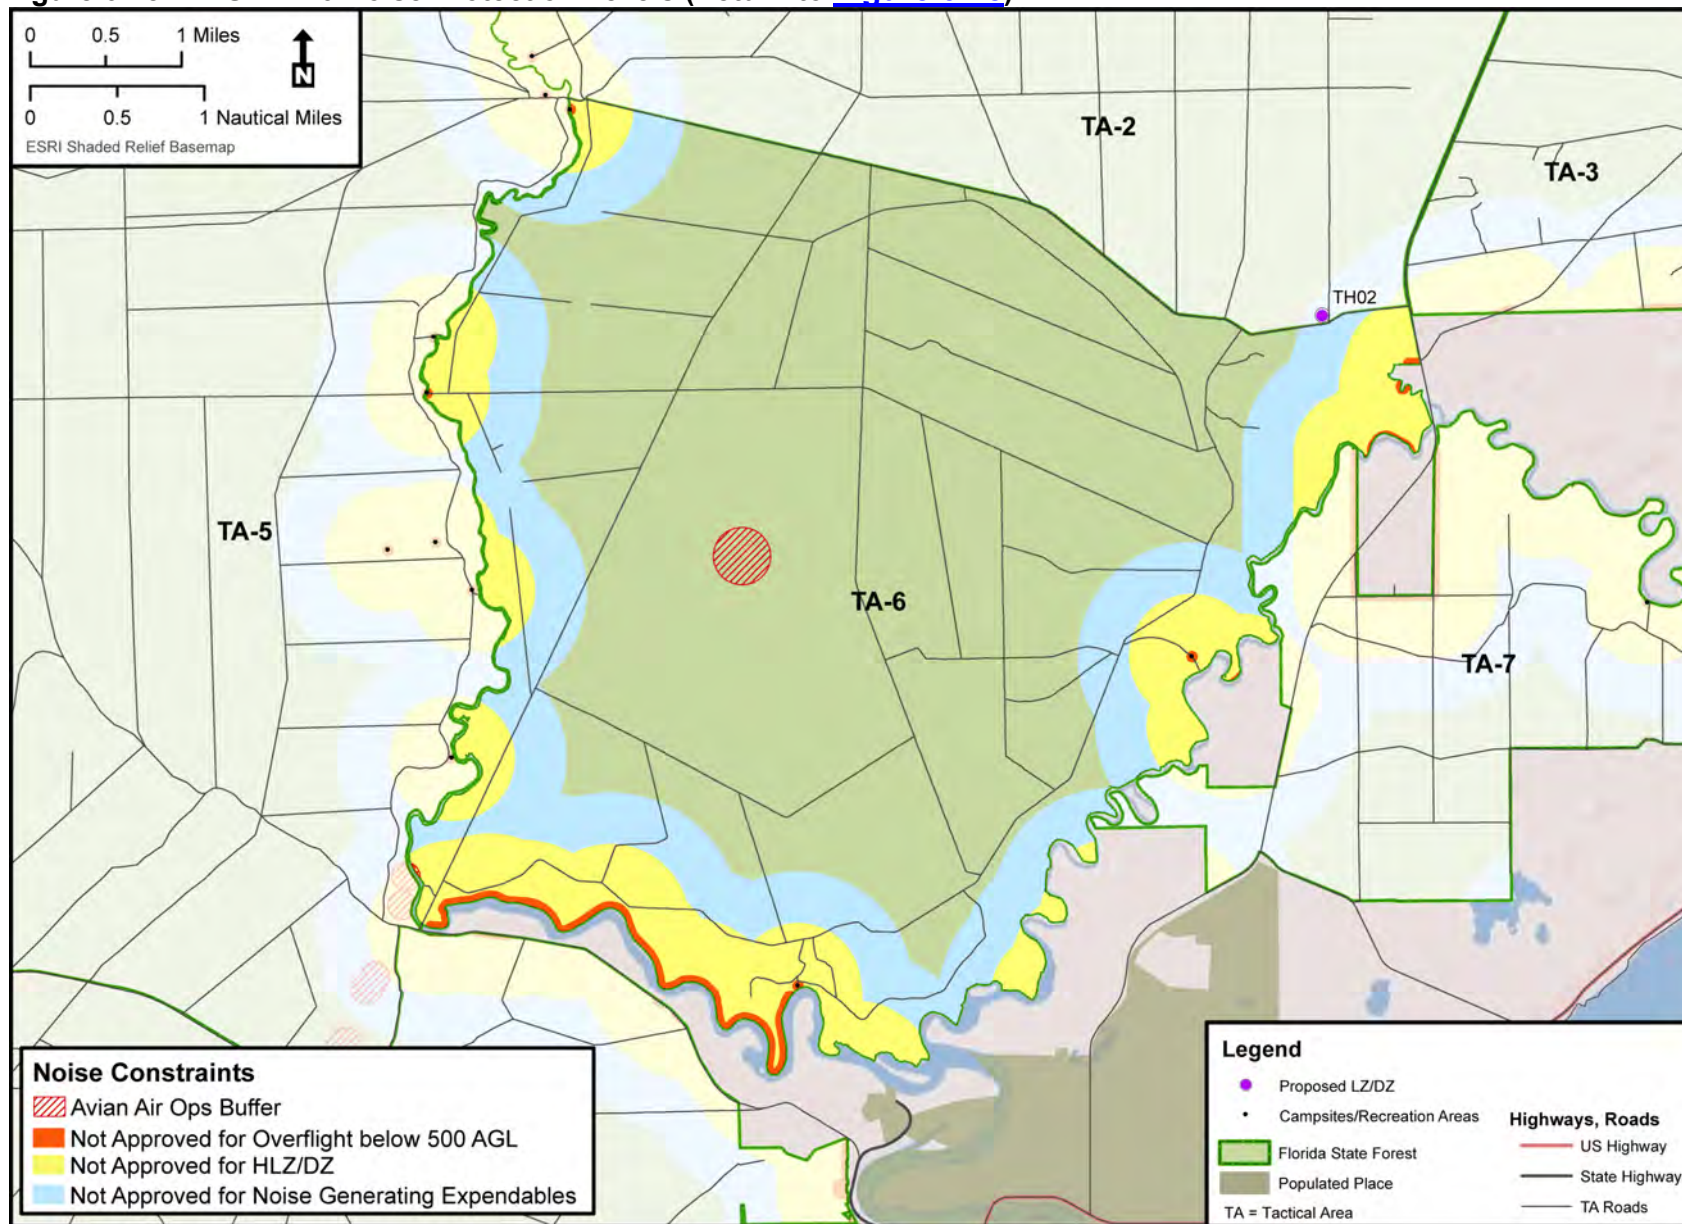 0 0.5 1 Miles
N
0 0.5 1 Nautical Miles
ESRI Shaded Relief Basemap
TA-2
TA-3
TH02
TA-5
TA-6
TA-7
Noise Constraints
Avian Air Ops Buffer
Not Approved for Overflight below 500 AGL
Not Approved for HLZ/DZ
Not Approved for Noise Generating Expendables
Legend
Proposed LZ/DZ
Campsites/Recreation Areas
Florida State Forest
Populated Place
TA = Tactical Area
Highways, Roads
US Highway
State Highway
TA Roads